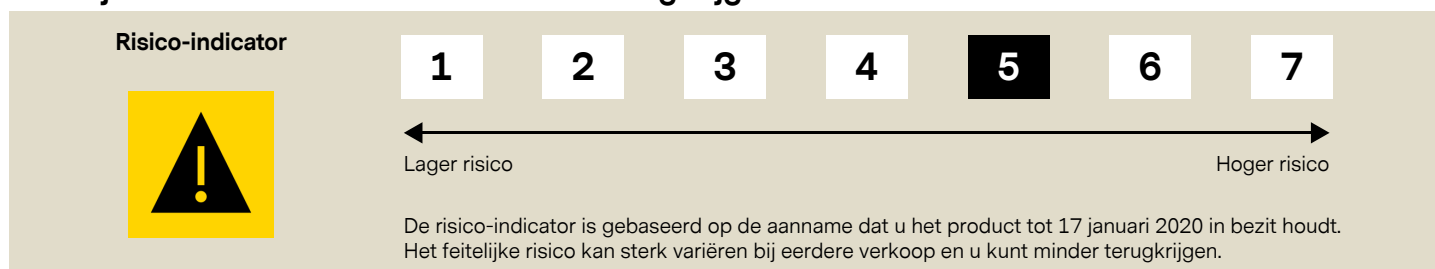 Risico-indicator
1 2 3 4 5 6 7
Lager risico Hoger risico
De risico-indicator is gebaseerd op de aanname dat u het product tot 17 januari 2020 in bezit houdt.
Het feitelijke risico kan sterk variëren bij eerdere verkoop en u kunt minder terugkrijgen.